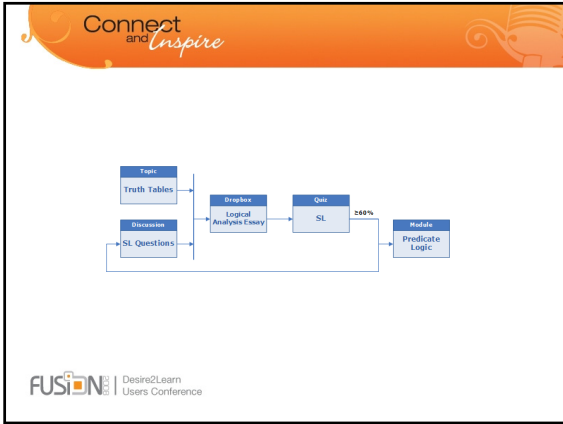 Connect
and Inspire
Topic
Truth Tables
Discussion
SL Questions
Dropbox
Logical
Analysis Essay
Quiz
SL
≥60%
Module
Predicate
Logic
FUSION 2008 | Desire2Learn
Users Conference